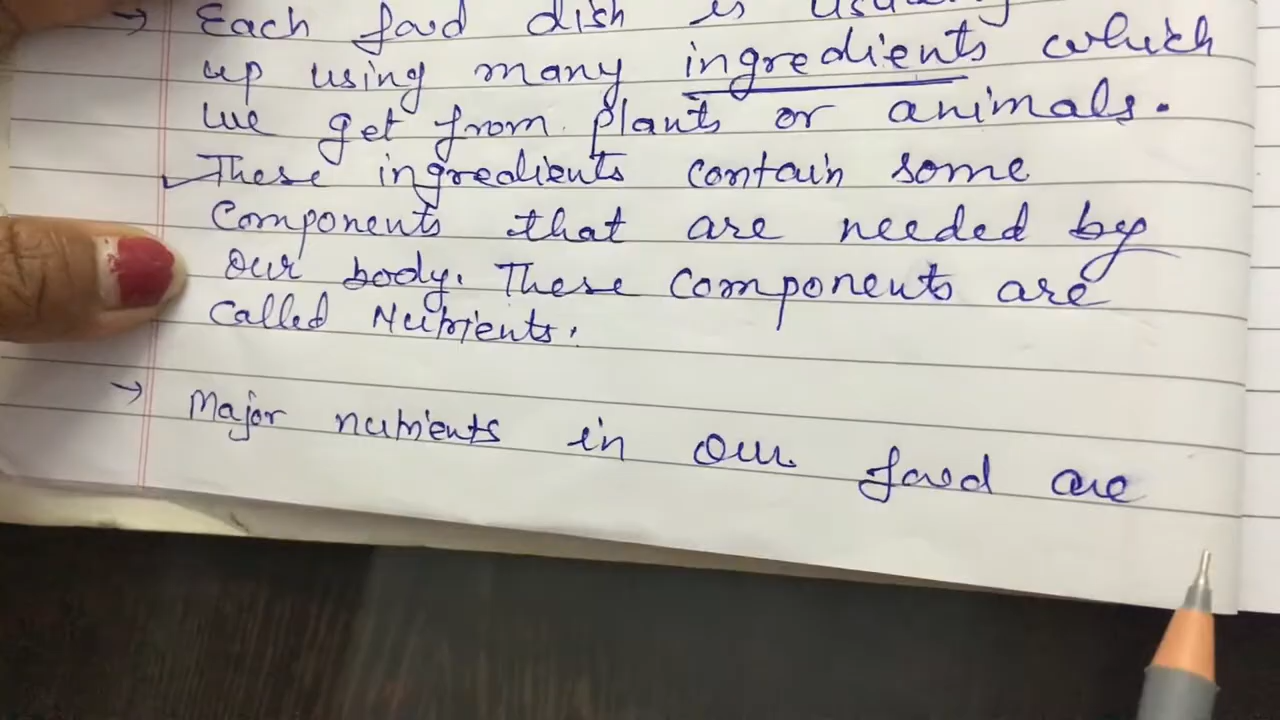 → Each food dish is
up using many ingredients which
we get from plants or animals.
These ingredients contain some
components that are needed by
our body. These components are
called Nutrients.
→ Major nutrients in our food are